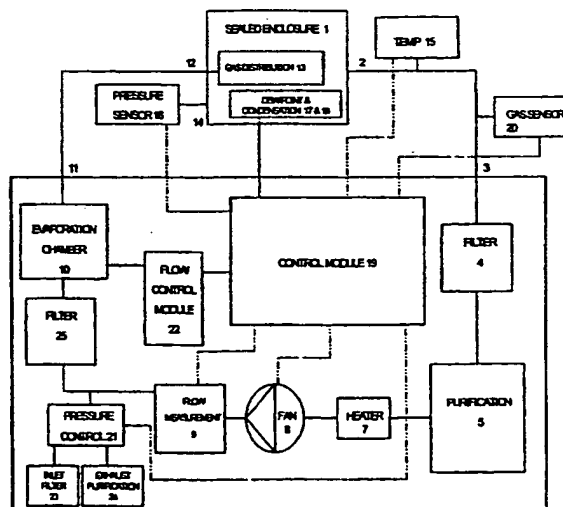 SEALED ENCLOSURE 1
GAS DISTRIBUTION 13
DEWPOINT &
CONDENSATION 17 & 18
12
2
TEMP 15
PRESSURE
SENSOR 16
14
GAS SENSOR
20
11
3
EVAPORATION
CHAMBER
10
FLOW
CONTROL
MODULE
22
CONTROL MODULE 19
FILTER
4
FILTER
25
PURIFICATION
5
FLOW
MEASUREMENT
9
FAN
8
HEATER
7
PRESSURE
CONTROL 21
INLET
FILTER
23
EXHAUST
PURIFICATION
24